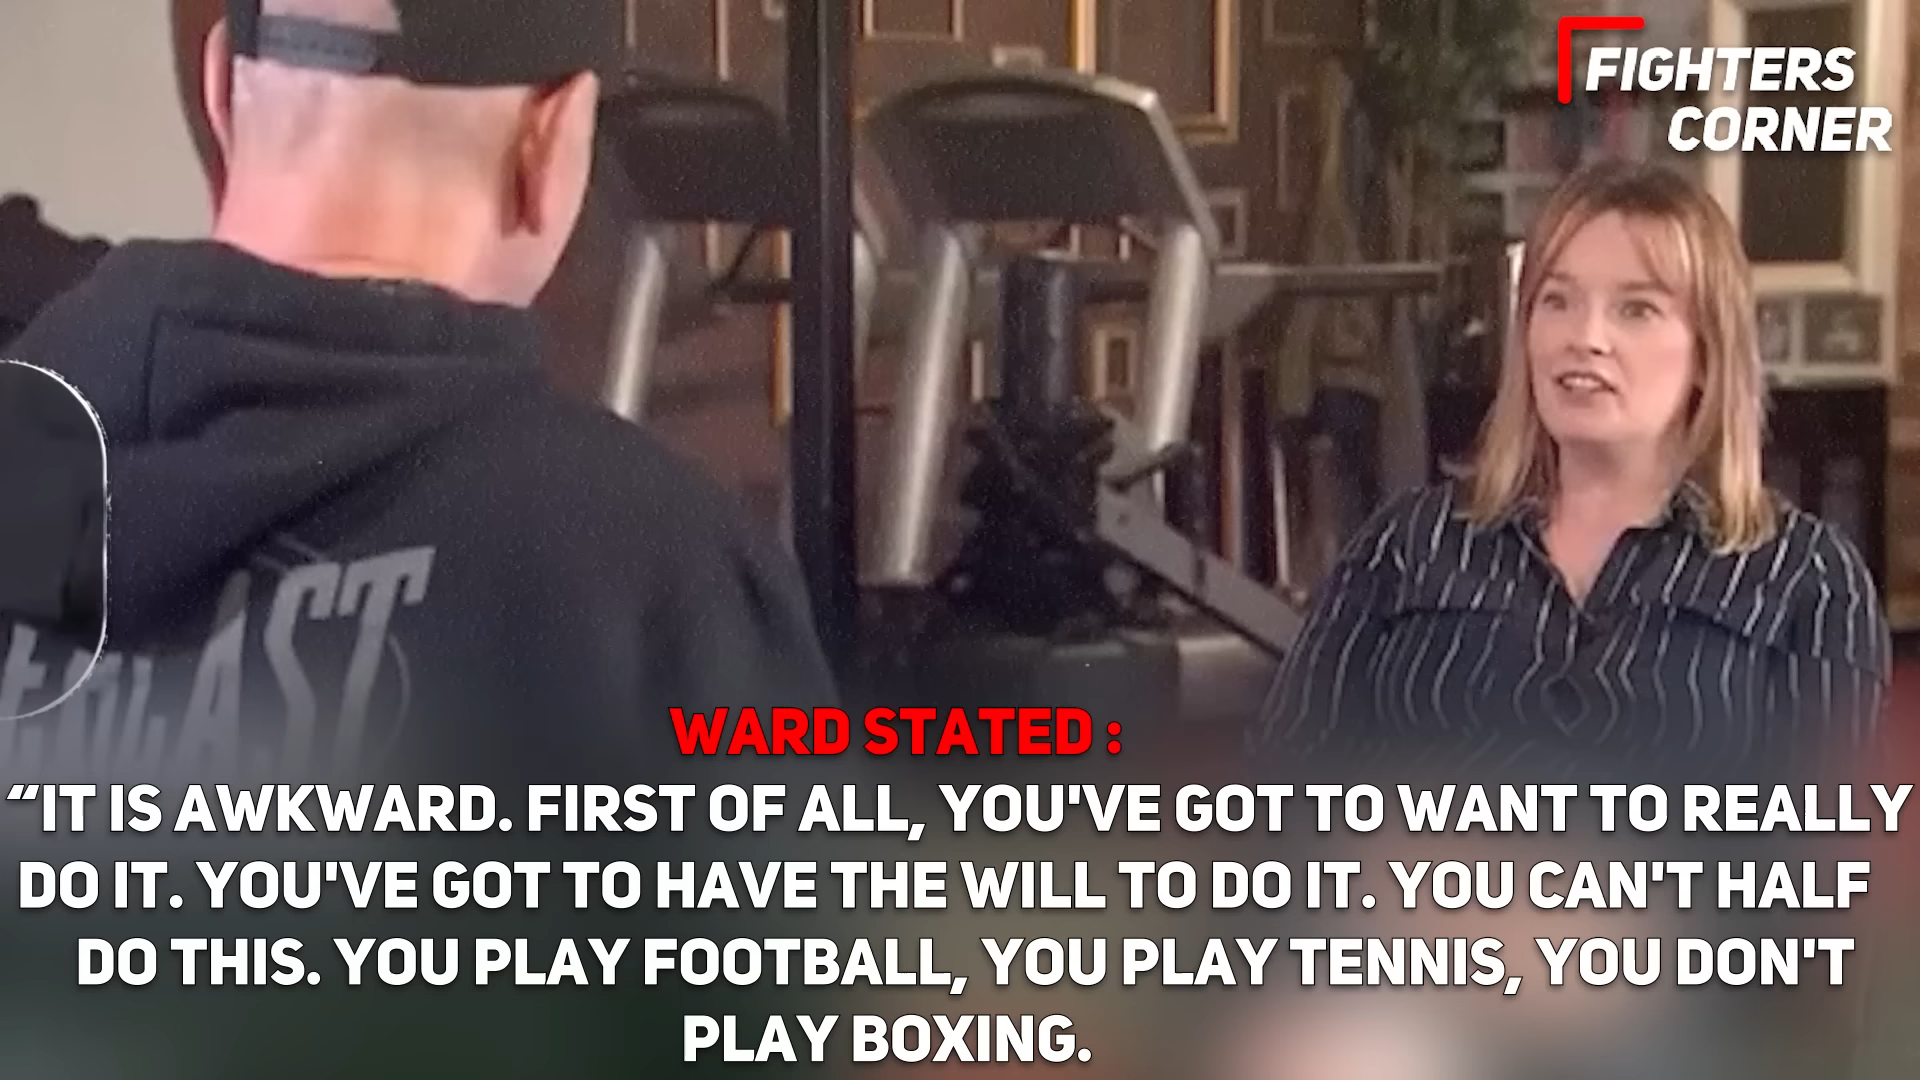 FIGHTERS
CORNER
WARD STATED :
“IT IS AWKWARD. FIRST OF ALL, YOU'VE GOT TO WANT TO REALLY
DO IT. YOU'VE GOT TO HAVE THE WILL TO DO IT. YOU CAN'T HALF
DO THIS. YOU PLAY FOOTBALL, YOU PLAY TENNIS, YOU DON'T
PLAY BOXING.